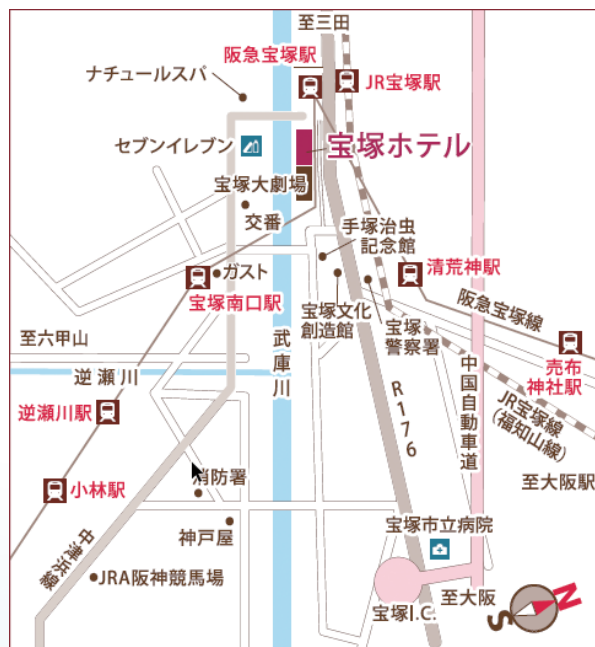 至三田
阪急宝塚駅
JR宝塚駅
ナチュールスパ
セブンイレブン
宝塚ホテル
宝塚大劇場
交番
手塚治虫
記念館
ガスト
清荒神駅
宝塚南口駅
宝塚文化
創造館
宝塚
警察署
阪急宝塚線
至六甲山
武庫川
売布
神社駅
逆瀬川
中国自動車道
JR宝塚線
(福知山線)
R176
逆瀬川駅
小林駅
消防署
至大阪駅
宝塚市立病院
神戸屋
中津浜線
JRA阪神競馬場
宝塚I.C.
至大阪
N
S